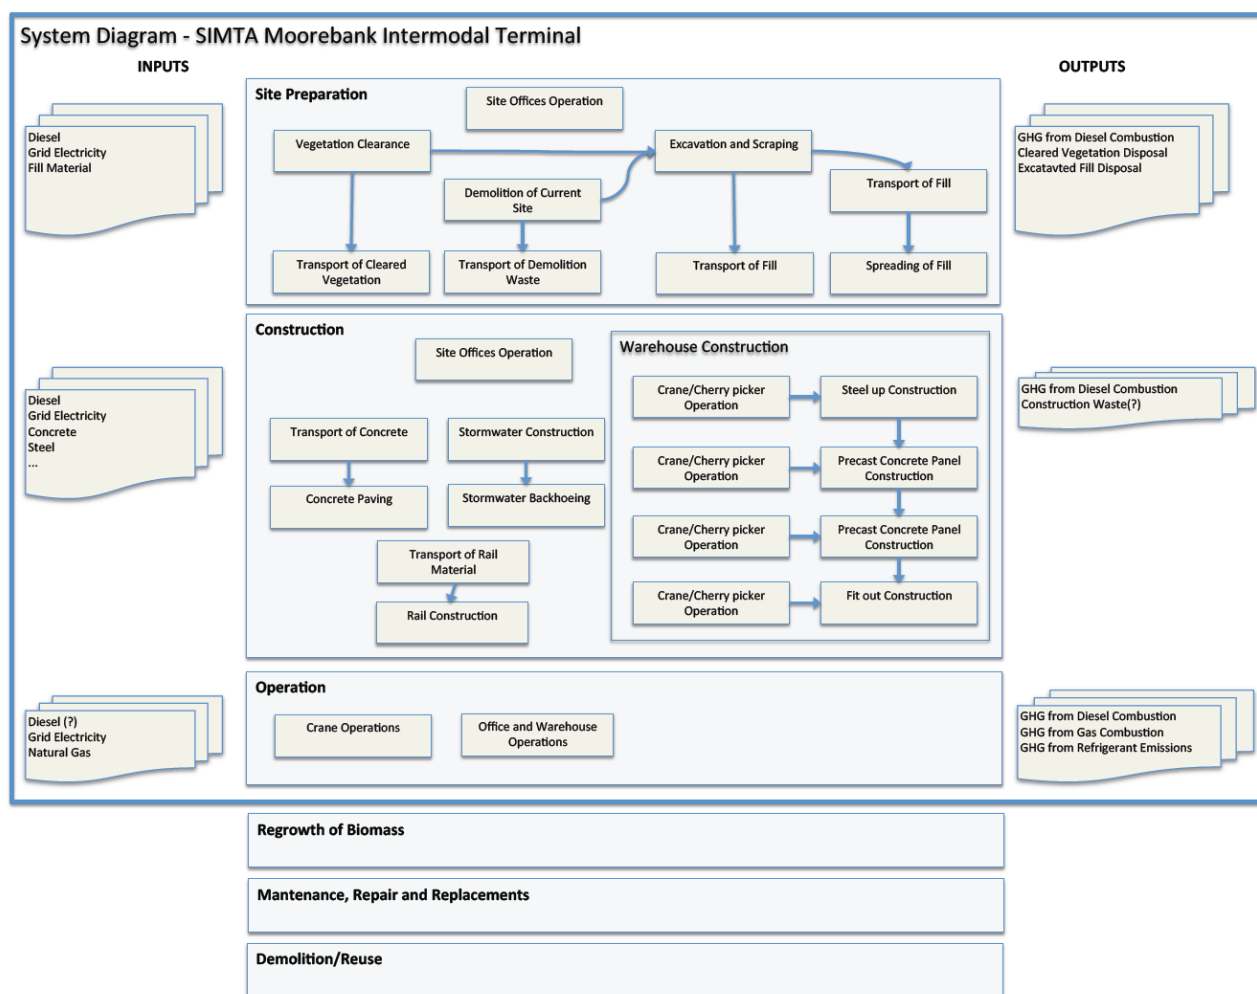 System Diagram - SIMTA Moorebank Intermodal Terminal
INPUTS
OUTPUTS
Diesel
Grid Electricity
Fill Material
Site Preparation
Site Offices Operation
Vegetation Clearance
Excavation and Scraping
Transport of Fill
Demolition of Current
Site
Transport of Cleared
Vegetation
Transport of Demolition
Waste
Transport of Fill
Spreading of Fill
GHG from Diesel Combustion
Cleared Vegetation Disposal
Excatavted Fill Disposal
Diesel
Grid Electricity
Concrete
Steel
...
Construction
Site Offices Operation
Transport of Concrete
Stormwater Construction
Concrete Paving
Stormwater Backhoeing
Transport of Rail
Material
Rail Construction
Warehouse Construction
Crane/Cherry picker
Operation
Steel up Construction
Crane/Cherry picker
Operation
Precast Concrete Panel
Construction
Crane/Cherry picker
Operation
Precast Concrete Panel
Construction
Crane/Cherry picker
Operation
Fit out Construction
GHG from Diesel Combustion
Construction Waste(?)
Diesel (?)
Grid Electricity
Natural Gas
Operation
Crane Operations
Office and Warehouse
Operations
GHG from Diesel Combustion
GHG from Gas Combustion
GHG from Refrigerant Emissions
Regrowth of Biomass
Mantenance, Repair and Replacements
Demolition/Reuse